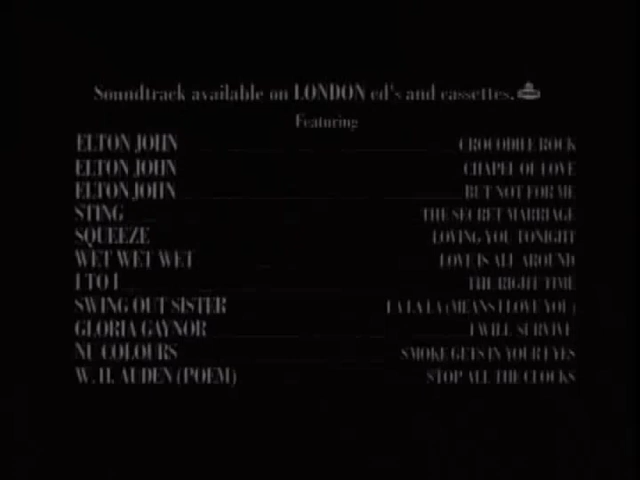 Soundtrack available on LONDON cd's and cassettes.
Featuring
ELTON JOHN CROCODILE ROCK
ELTON JOHN CHAPEL OF LOVE
ELTON JOHN BUT NOT FOR ME
STING THE SECRET MARRIAGE
SQUEEZE LOVING YOU TONIGHT
WET WET WET LOVE IS ALL AROUND
1 TO 1 THE RIGHT TIME
SWING OUT SISTER LA LA LA (MEANS I LOVE YOU)
GLORIA GAYNOR I WILL SURVIVE
NU COLOURS SMOKE GETS IN YOUR EYES
W. H. AUDEN (POEM) STOP ALL THE CLOCKS